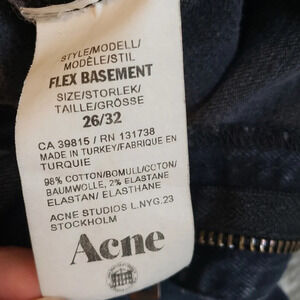 STYLE/MODELL/
MODÈLE/STIL
FLEX BASEMENT
SIZE/STORLEK/
TAILLE/GRÖSSE
26/32
CA 39815 / RN 131738
MADE IN TURKEY/FABRIQUE EN
TURQUIE
98% COTTON/BOMULL/COTON/
BAUMWOLLE, 2% ELASTANE
ELASTAN/ ELASTHANE
ACNE STUDIOS L.NYG.23
STOCKHOLM
Acne